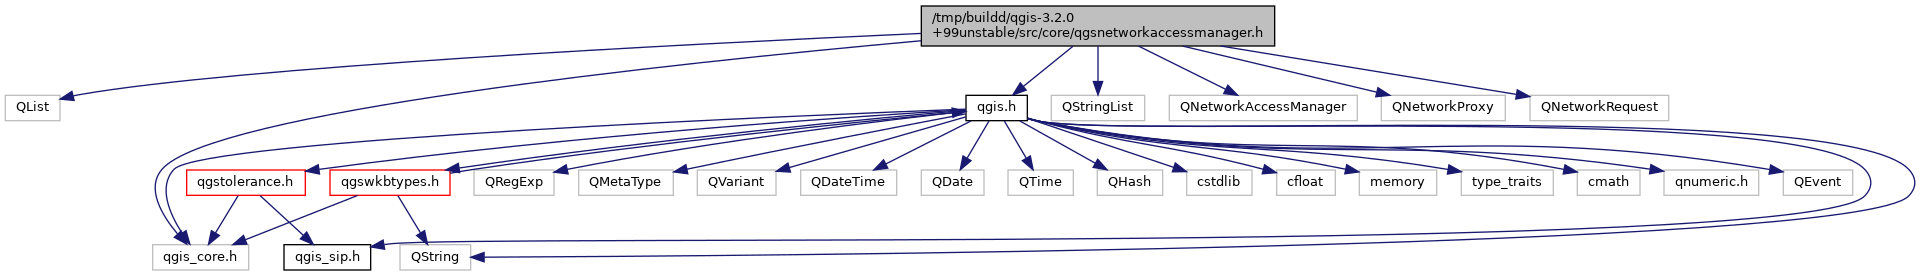 /tmp/buildd/qgis-3.2.0
+99unstable/src/core/qgsnetworkaccessmanager.h
QList
qgis.h
QStringList
QNetworkAccessManager
QNetworkProxy
QNetworkRequest
qgstolerance.h
qgswkbtypes.h
QRegExp
QMetaType
QVariant
QDateTime
QDate
QTime
QHash
cstdlib
cfloat
memory
type_traits
cmath
qnumeric.h
QEvent
qgis_core.h
qgis_sip.h
QString